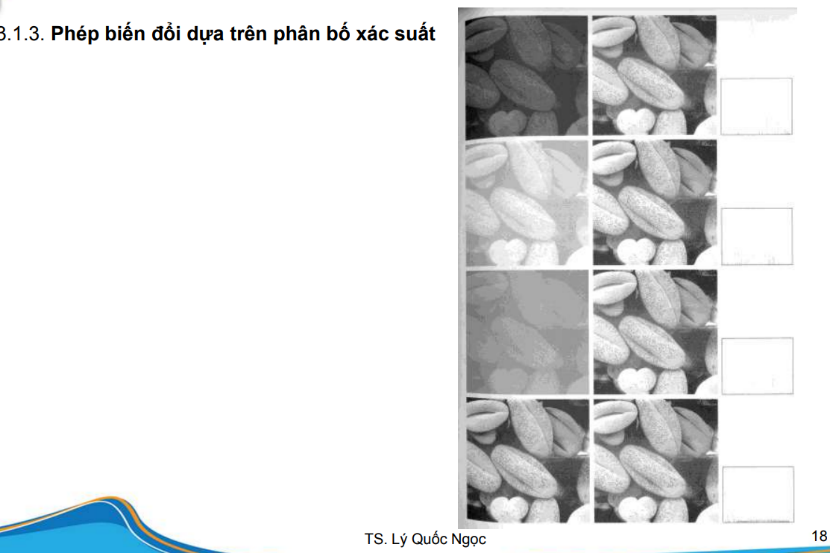 3.1.3. Phép biến đổi dựa trên phân bố xác suất
TS. Lý Quốc Ngọc
18